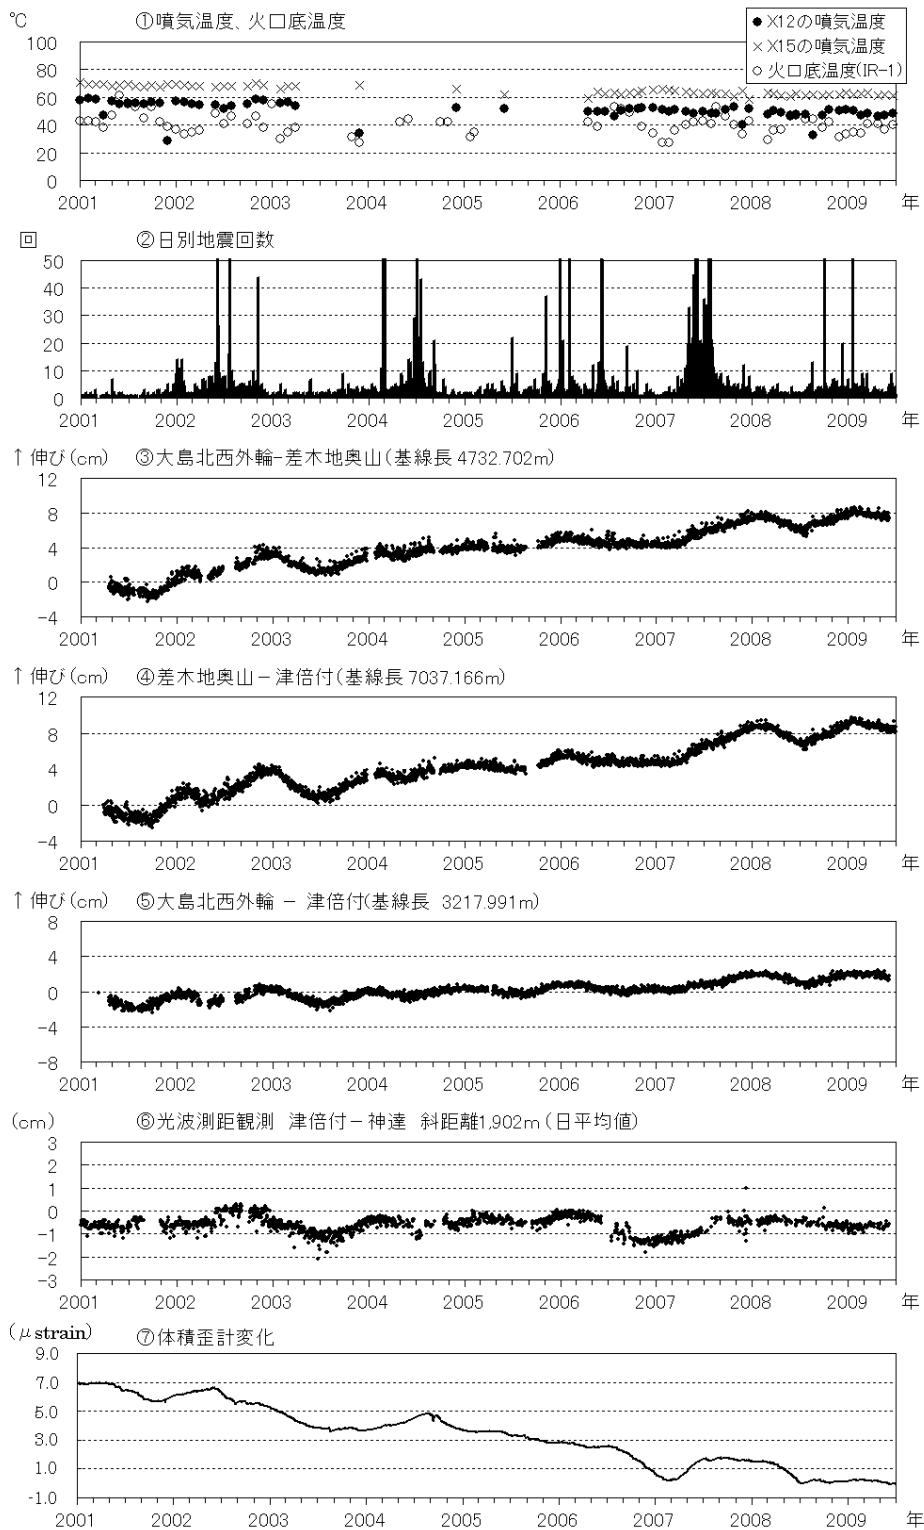 ℃ ①噴気温度、火口底温度
●X12の噴気温度
×X15の噴気温度
○火口底温度(IR-1)
100
80
60
40
20
0
2001 2002 2003 2004 2005 2006 2007 2008 2009 年
回 ②日別地震回数
50
40
30
20
10
0
2001 2002 2003 2004 2005 2006 2007 2008 2009 年
↑伸び(cm) ③大島北西外輪−差木地奥山(基線長 4732.702m)
12
8
4
0
−4
2001 2002 2003 2004 2005 2006 2007 2008 2009 年
↑伸び(cm) ④差木地奥山−津倍付(基線長 7037.166m)
12
8
4
0
−4
2001 2002 2003 2004 2005 2006 2007 2008 2009 年
↑伸び(cm) ⑤大島北西外輪 − 津倍付(基線長 3217.991m)
8
4
0
−4
−8
2001 2002 2003 2004 2005 2006 2007 2008 2009 年
(cm) ⑥光波測距観測 津倍付−神達 斜距離1,902m(日平均値)
3
2
1
0
−1
−2
−3
2001 2002 2003 2004 2005 2006 2007 2008 2009 年
(μstrain) ⑦体積歪計変化
9.0
7.0
5.0
3.0
1.0
-1.0
2001 2002 2003 2004 2005 2006 2007 2008 2009 年